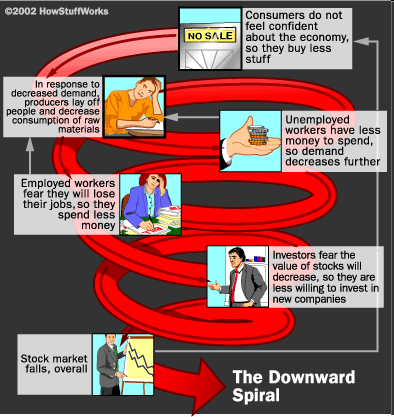 ©2002 HowStuffWorks
Consumers do not
feel confident
about the economy,
so they buy less
stuff
NO SALE
In response to
decreased demand,
producers lay off
people and decrease
consumption of raw
materials
Unemployed
workers have less
money to spend,
so demand
decreases further
Employed workers
fear they will lose
their jobs, so they
spend less
money
Investors fear the
value of stocks will
decrease, so they are
less willing to invest in
new companies
Stock market
falls, overall
The Downward
Spiral